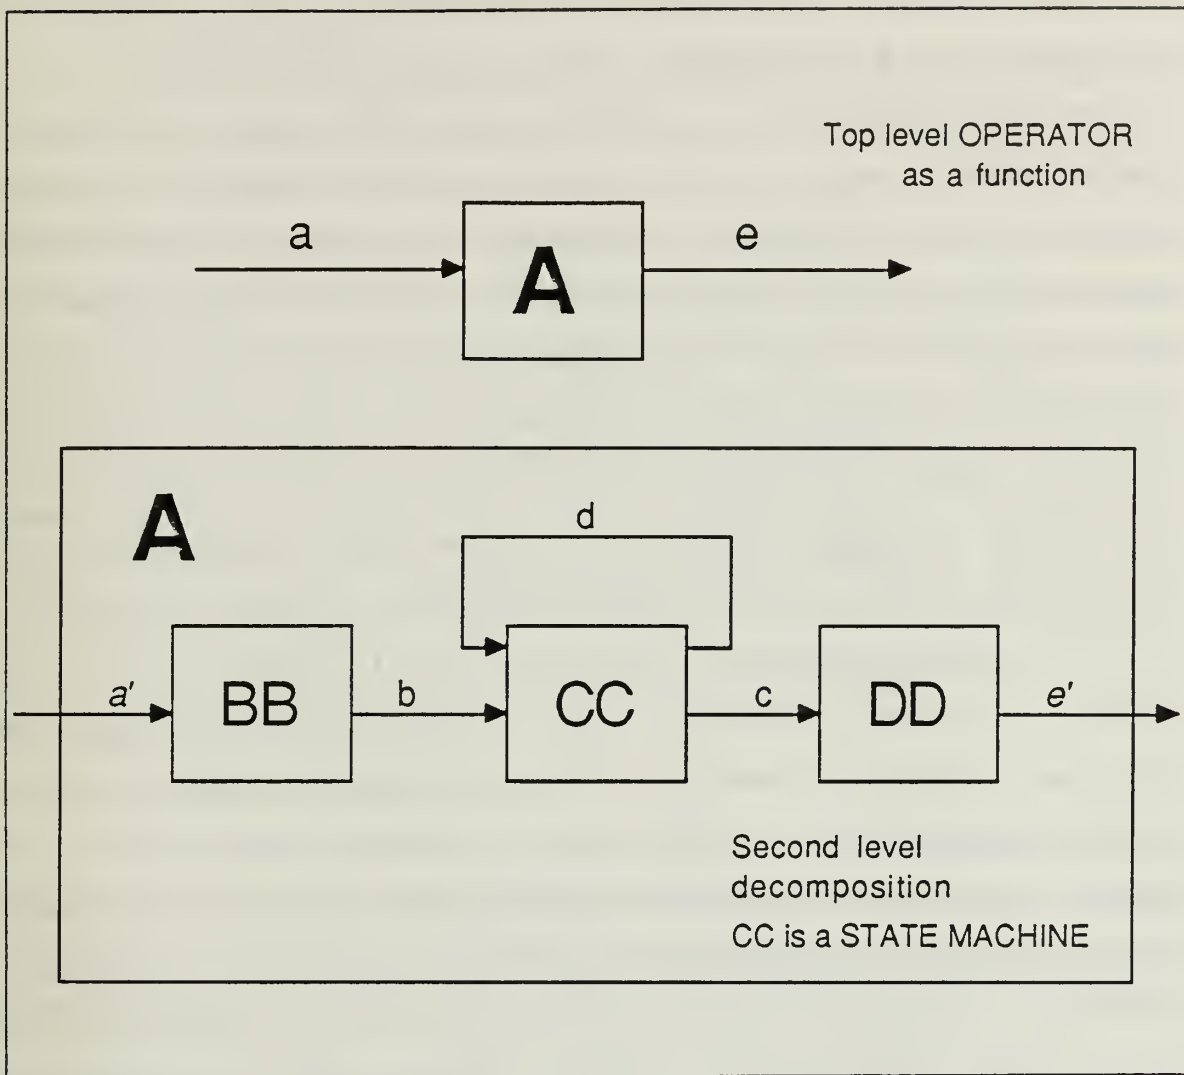 Top level OPERATOR
as a function
a
A
e
A
d
a'
BB
b
CC
c
DD
e'
Second level
decomposition
CC is a STATE MACHINE